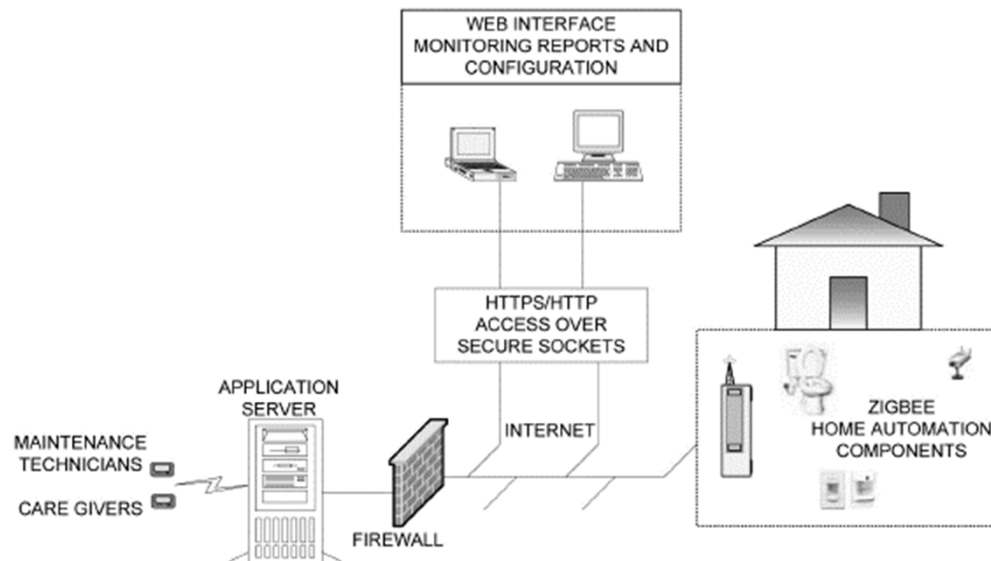 WEB INTERFACE
MONITORING REPORTS AND
CONFIGURATION
HTTPS/HTTP
ACCESS OVER
SECURE SOCKETS
APPLICATION
SERVER
INTERNET
MAINTENANCE
TECHNICIANS
CARE GIVERS
FIREWALL
ZIGBEE
HOME AUTOMATION
COMPONENTS